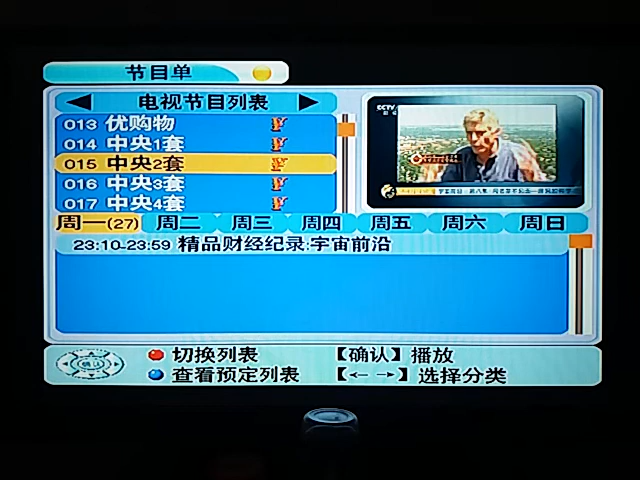 节目单
电视节目列表
013 优购物
014 中央1套
015 中央2套
016 中央3套
017 中央4套
CCTV
周一(27) 周二 周三 周四 周五 周六 周日
23:10-23:59 精品财经纪录:宇宙前沿
切换列表 【确认】播放
查看预定列表 【←- -→】选择分类